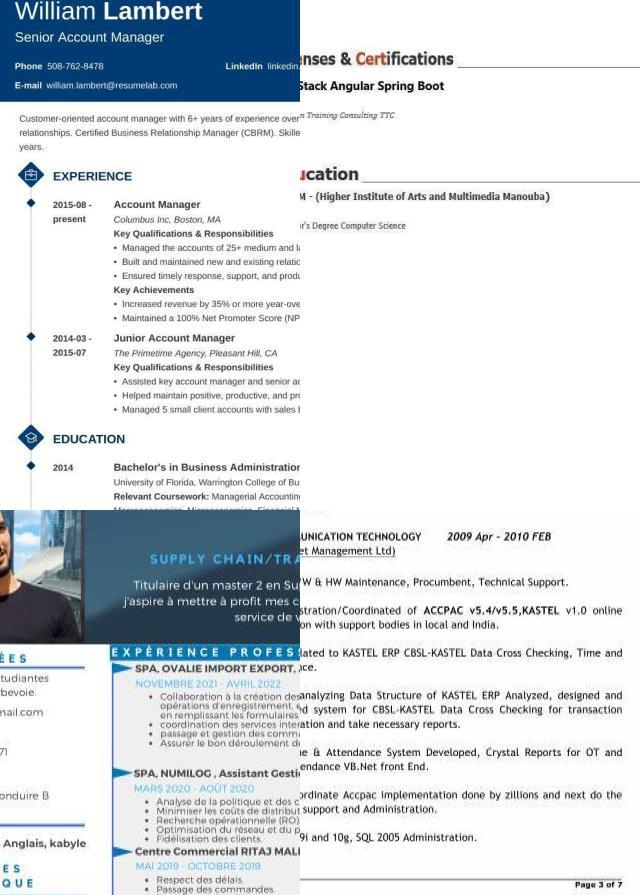 William Lambert
Senior Account Manager
Phone 508-762-8478
LinkedIn linkedin
E-mail william.lambert@resumelab.com
Customer-oriented account manager with 6+ years of experience over
relationships. Certified Business Relationship Manager (CBRM). Skille
years.
EXPERIENCE
2015-08 -
present
Account Manager
Columbus Inc, Boston, MA
Key Qualifications & Responsibilities
• Managed the accounts of 25+ medium and la
• Built and maintained new and existing relatio
• Ensured timely response, support, and produ
Key Achievements
• Increased revenue by 35% or more year-ove
• Maintained a 100% Net Promoter Score (NP
2014-03 -
2015-07
Junior Account Manager
The Primetime Agency, Pleasant Hill, CA
Key Qualifications & Responsibilities
• Assisted key account manager and senior ac
• Helped maintain positive, productive, and pro
• Managed 5 small client accounts with sales
EDUCATION
2014
Bachelor's in Business Administration
University of Florida, Warrington College of Bu
Relevant Coursework: Managerial Accounting
enses & Certifications
Stack Angular Spring Boot
n Training Consulting TTC
ucation
M - (Higher Institute of Arts and Multimedia Manouba)
or's Degree Computer Science
SUPPLY CHAIN/TRA
Titulaire d'un master 2 en Su
j'aspire à mettre à profit mes c
service de v
ÉES
tudiantes
rbevoie.
mail.com
71
onduire B
Anglais, kabyle
ES
QUE
EXPÉRIENCE PROFES
SPA, OVALIE IMPORT EXPORT,
NOVEMBRE 2021 - AVRIL 2022
• Collaboration à la création des
opérations d'enregistrement,
en remplissant les formulaires
• coordination des services inter
• passage et gestion des comm
• Assurer le bon déroulement d
SPA, NUMILOG , Assistant Gesti
MARS 2020 - AOÛT 2020
• Analyse de la politique et des c
• Minimiser les coûts de distribut
• Recherche opérationnelle (RO)
• Optimisation du réseau et du p
• Fidélisation des clients.
Centre Commercial RITAJ MALL
MAI 2019 - OCTOBRE 2019
• Respect des délais.
• Passage des commandes.
UNICATION TECHNOLOGY 2009 Apr - 2010 FEB
et Management Ltd)
W & HW Maintenance, Procumbent, Technical Support.
stration/Coordinated of ACCPAC v5.4/v5.5,KASTEL v1.0 online
on with support bodies in local and India.
lated to KASTEL ERP CBSL-KASTEL Data Cross Checking, Time and
ce.
analyzing Data Structure of KASTEL ERP Analyzed, designed and
d system for CBSL-KASTEL Data Cross Checking for transaction
ration and take necessary reports.
e & Attendance System Developed, Crystal Reports for OT and
endance VB.Net front End.
ordinate Accpac implementation done by zillions and next do the
support and Administration.
9i and 10g, SQL 2005 Administration.
Page 3 of 7